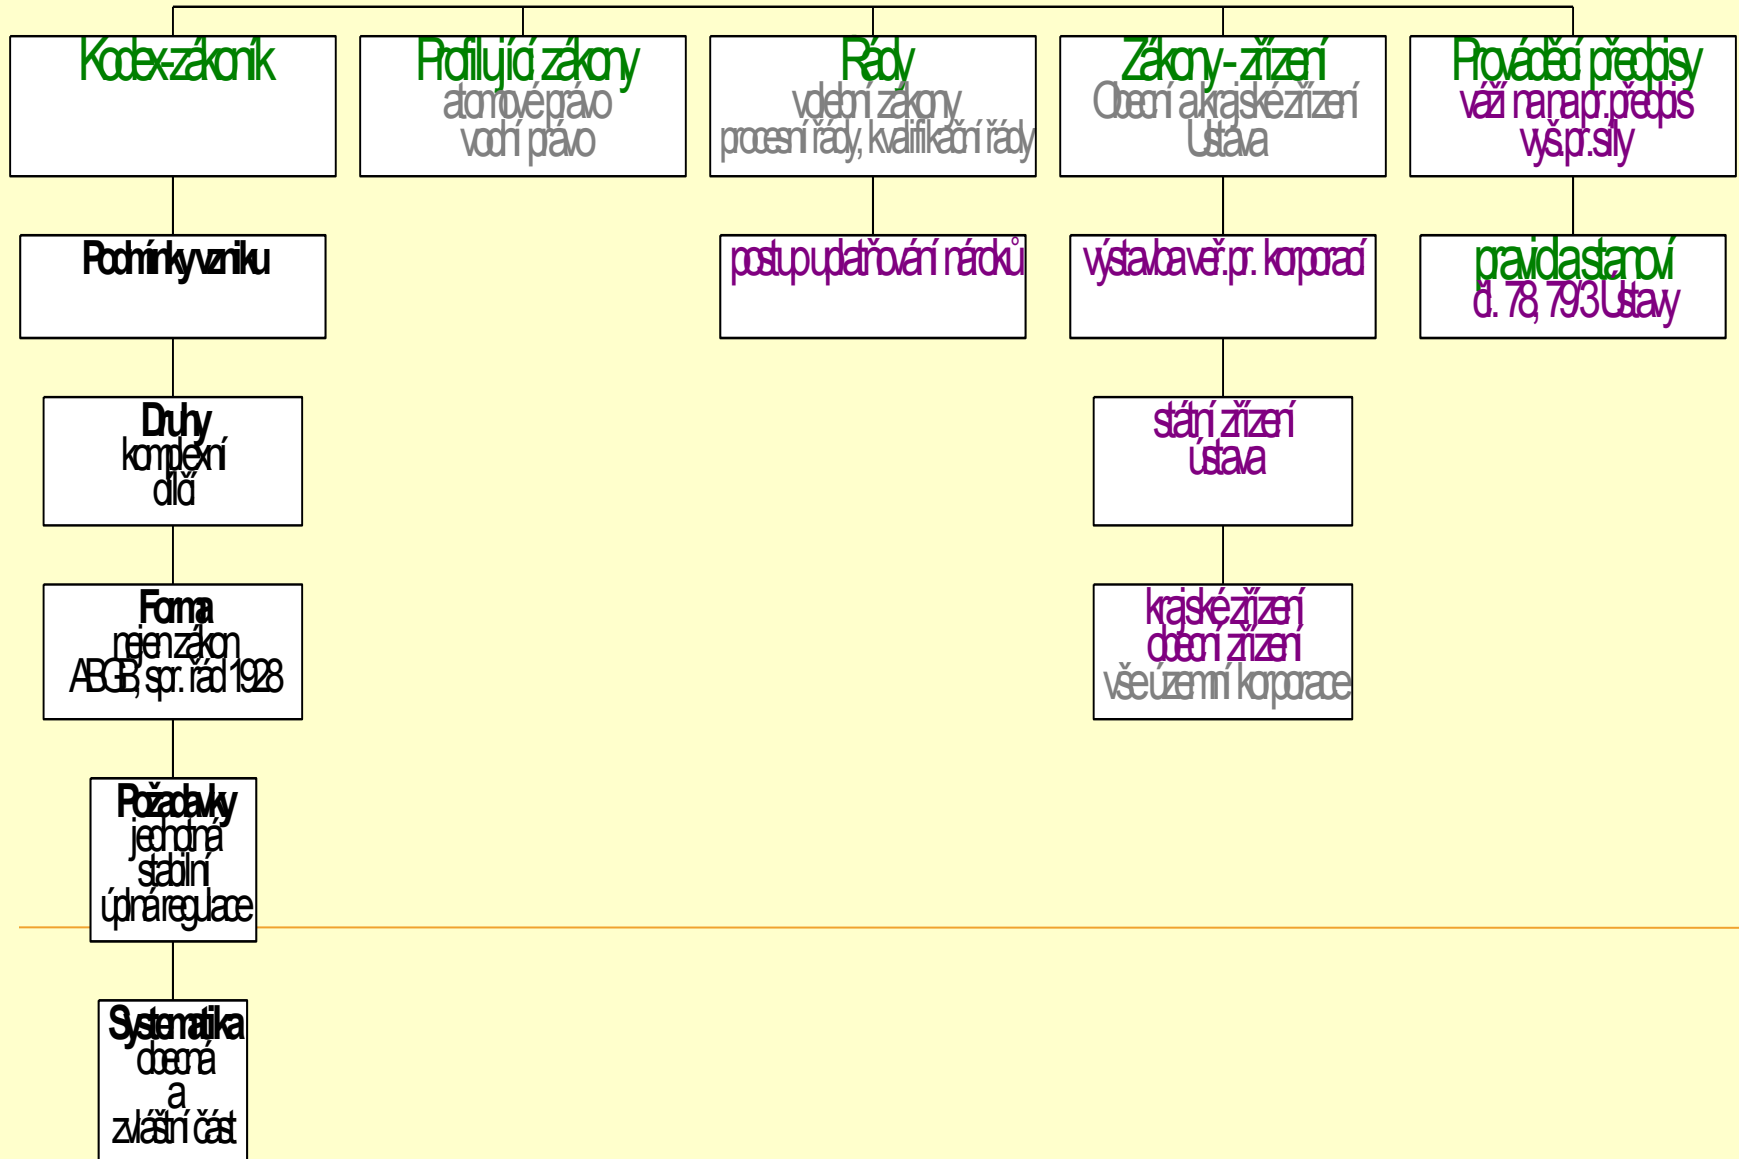 Kodex-zákoník
Profilující zákony
atomové právo
vodní právo
Rády
volební zákony
procesní řády, kvalifikační řády
Zákony - zřízení
Obecní a krajské zřízení
Ústava
Prováděcí předpisy
váží na na pr. předpis
vyš.pr.síly
Podmínky vzniku
postup uplatňování nároků
výstavba veř. pr. korporací
pravidla stanoví
čl. 78, 79/3 Ústavy
Druhy
komplexní
dílčí
státní zřízení
ústava
Forma
nejen zákon
ABGB, spr. řád 1928
krajské zřízení
obecní zřízení
vše územní korporace
Požadavky
jednotná
stabilní
úplná regulace
Systematika
obecná
a
zvláštní část